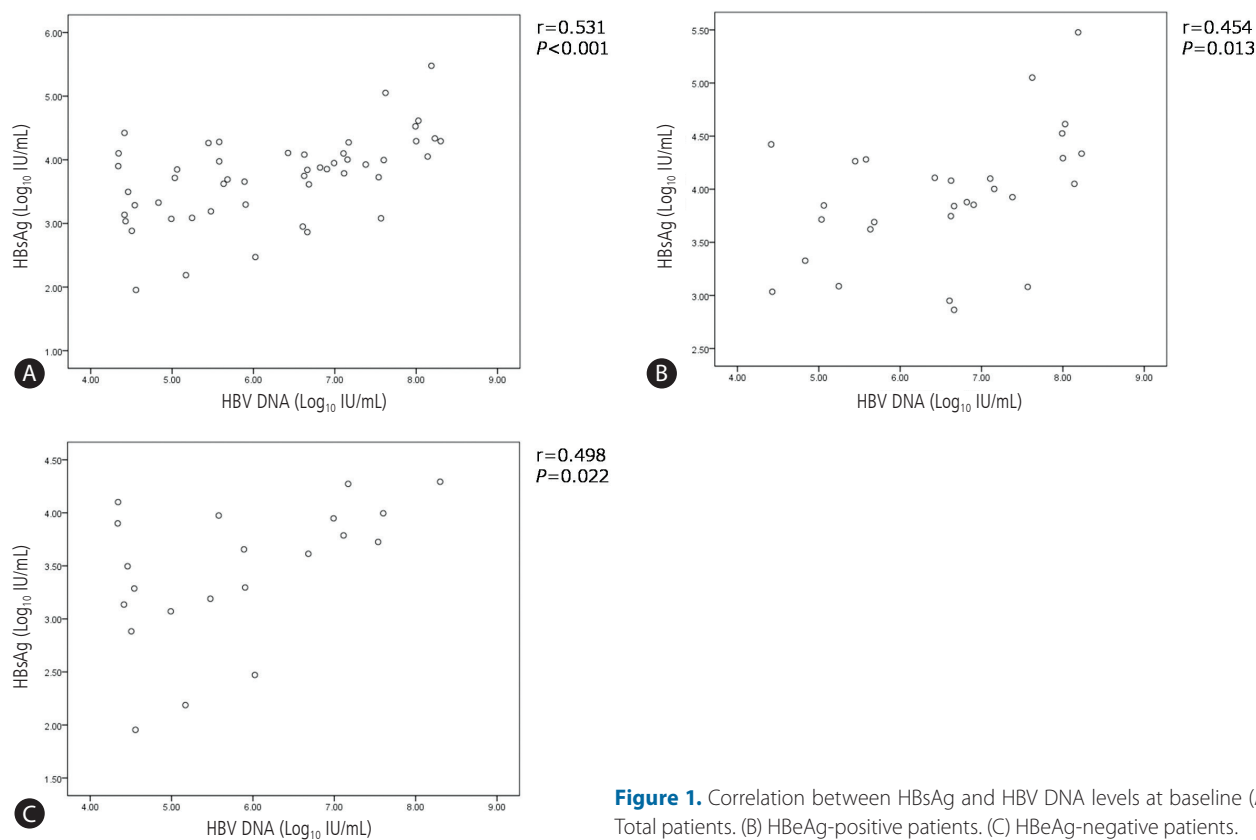 r=0.531
P<0.001
6.00
5.00
4.00
3.00
2.00
1.00
HBsAg (Log10 IU/mL)
4.00 5.00 6.00 7.00 8.00 9.00
HBV DNA (Log10 IU/mL)
A
r=0.454
P=0.013
5.50
5.00
4.50
4.00
3.50
3.00
2.50
HBsAg (Log10 IU/mL)
4.00 5.00 6.00 7.00 8.00 9.00
HBV DNA (Log10 IU/mL)
B
r=0.498
P=0.022
4.50
4.00
3.50
3.00
2.50
2.00
1.50
HBsAg (Log10 IU/mL)
4.00 5.00 6.00 7.00 8.00 9.00
HBV DNA (Log10 IU/mL)
C
Figure 1. Correlation between HBsAg and HBV DNA levels at baseline (
Total patients. (B) HBeAg-positive patients. (C) HBeAg-negative patients.